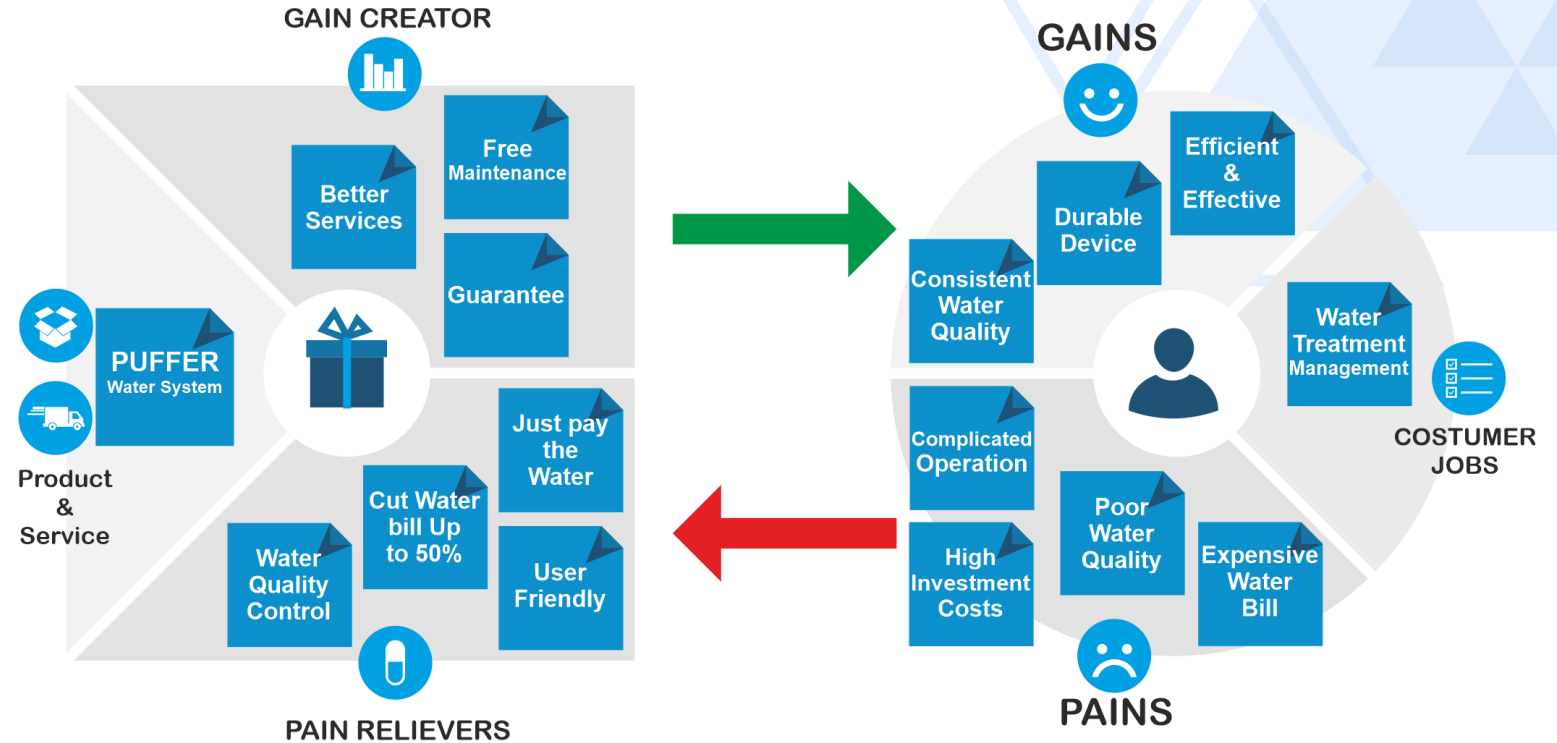 GAIN CREATOR
Better
Services
Free
Maintenance
Guarantee
PUFFER
Water System
Product
&
Service
Just pay
the
Water
Cut Water
bill Up
to 50%
Water
Quality
Control
User
Friendly
PAIN RELIEVERS
GAINS
Efficient
&
Effective
Durable
Device
Consistent
Water
Quality
Water
Treatment
Management
COSTUMER
JOBS
Complicated
Operation
Poor
Water
Quality
High
Investment
Costs
Expensive
Water
Bill
PAINS